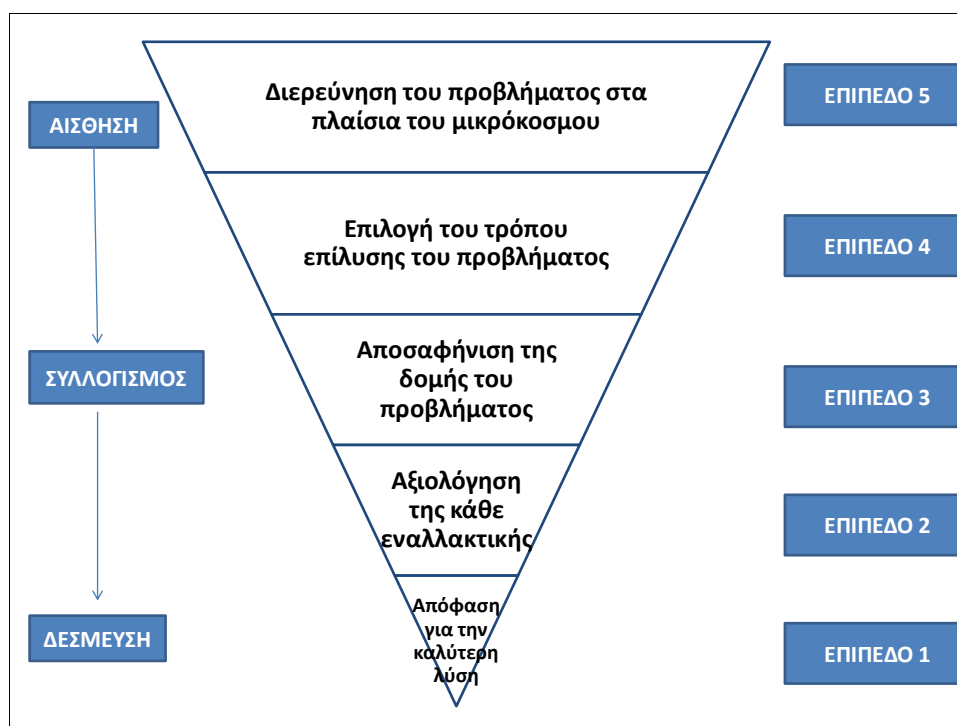 Διερεύνηση του προβλήματος στα
πλαίσια του μικρόκοσμου
ΕΠΙΠΕΔΟ 5
ΑΙΣΘΗΣΗ
Επιλογή του τρόπου
επίλυσης του προβλήματος
ΕΠΙΠΕΔΟ 4
Αποσαφήνιση της
δομής του
προβλήματος
ΣΥΛΛΟΓΙΣΜΟΣ
ΕΠΙΠΕΔΟ 3
Αξιολόγηση
της κάθε
εναλλακτικής
ΕΠΙΠΕΔΟ 2
Απόφαση
για την
καλύτερη
λύση
ΔΕΣΜΕΥΣΗ
ΕΠΙΠΕΔΟ 1